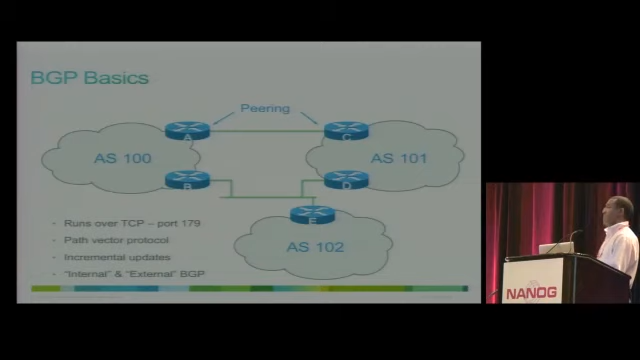 BGP Basics
Peering
A
C
AS 100
AS 101
B
D
E
AS 102
• Runs over TCP – port 179
• Path vector protocol
• Incremental updates
• "Internal" & "External" BGP
NANOG